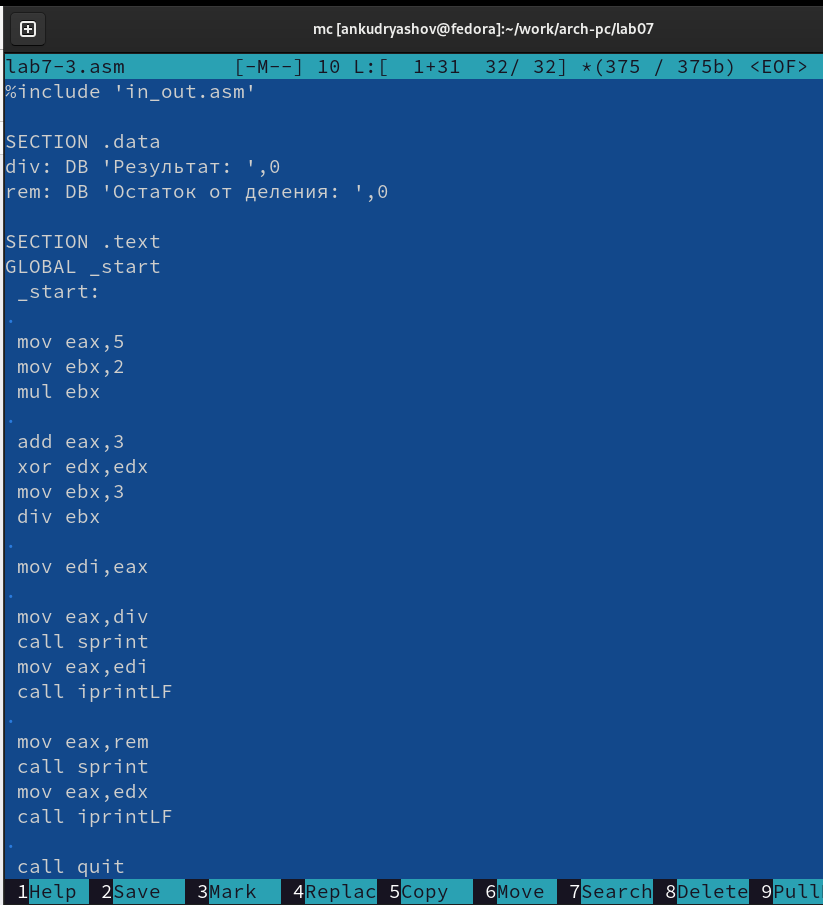 mc [ankudryashov@fedora]:~/work/arch-pc/lab07
lab7-3.asm [-M--] 10 L:[ 1+31 32/ 32] *(375 / 375b) <EOF>
%include 'in_out.asm'
SECTION .data
div: DB 'Результат: ',0
rem: DB 'Остаток от деления: ',0
SECTION .text
GLOBAL _start
_start:
mov eax,5
mov ebx,2
mul ebx
add eax,3
xor edx,edx
mov ebx,3
div ebx
mov edi,eax
mov eax,div
call sprint
mov eax,edi
call iprintLF
mov eax,rem
call sprint
mov eax,edx
call iprintLF
call quit
1Help 2Save 3Mark 4Replac 5Copy 6Move 7Search 8Delete 9Pull